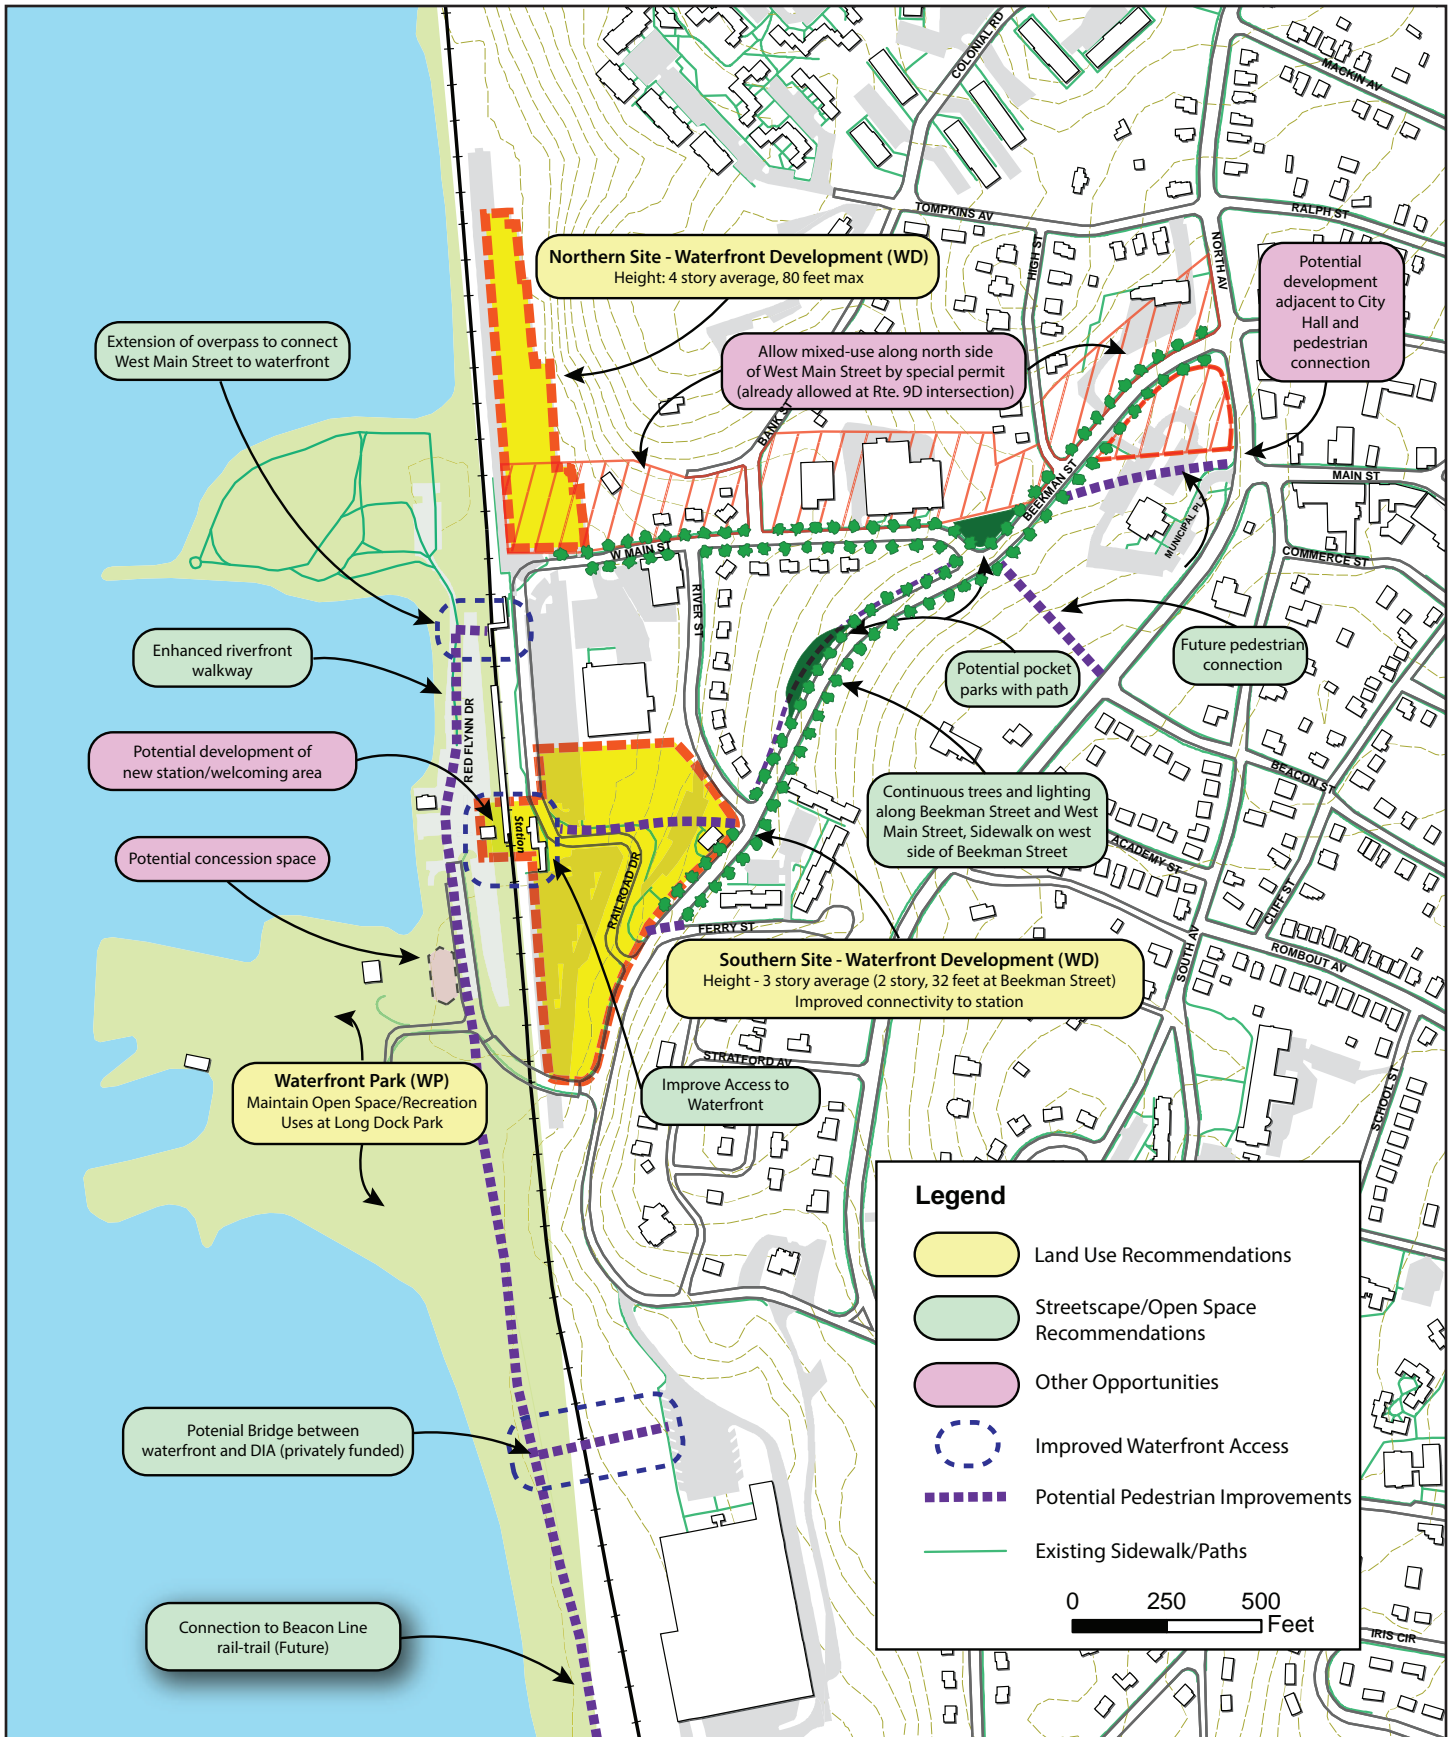 COLONIAL RD
MACKIN AV
TOMPKINS AV
RALPH ST
HIGH ST
NORTH AV
Northern Site - Waterfront Development (WD)
Height: 4 story average, 80 feet max
Potential
development
adjacent to City
Hall and
pedestrian
connection
Extension of overpass to connect
West Main Street to waterfront
Allow mixed-use along north side
of West Main Street by special permit
(already allowed at Rte. 9D intersection)
BANK ST
BEEKMAN ST
MAIN ST
MUNICIPAL PLZ
W MAIN ST
COMMERCE ST
RIVER ST
Enhanced riverfront
walkway
Potential pocket
parks with path
Future pedestrian
connection
RED FLYNN DR
Potential development of
new station/welcoming area
BEACON ST
Continuous trees and lighting
along Beekman Street and West
Main Street, Sidewalk on west
side of Beekman Street
Station
ACADEMY ST
Potential concession space
RAILROAD DR
CLIFF ST
FERRY ST
SOUTH AV
ROMBOUT AV
Southern Site - Waterfront Development (WD)
Height - 3 story average (2 story, 32 feet at Beekman Street)
Improved connectivity to station
STRATFORD AV
Waterfront Park (WP)
Maintain Open Space/Recreation
Uses at Long Dock Park
Improve Access to
Waterfront
SCHOOL ST
Legend
Land Use Recommendations
Streetscape/Open Space
Recommendations
Other Opportunities
Improved Waterfront Access
Potential Pedestrian Improvements
Existing Sidewalk/Paths
0 250 500
Feet
Potenial Bridge between
waterfront and DIA (privately funded)
Connection to Beacon Line
rail-trail (Future)
IRIS CIR